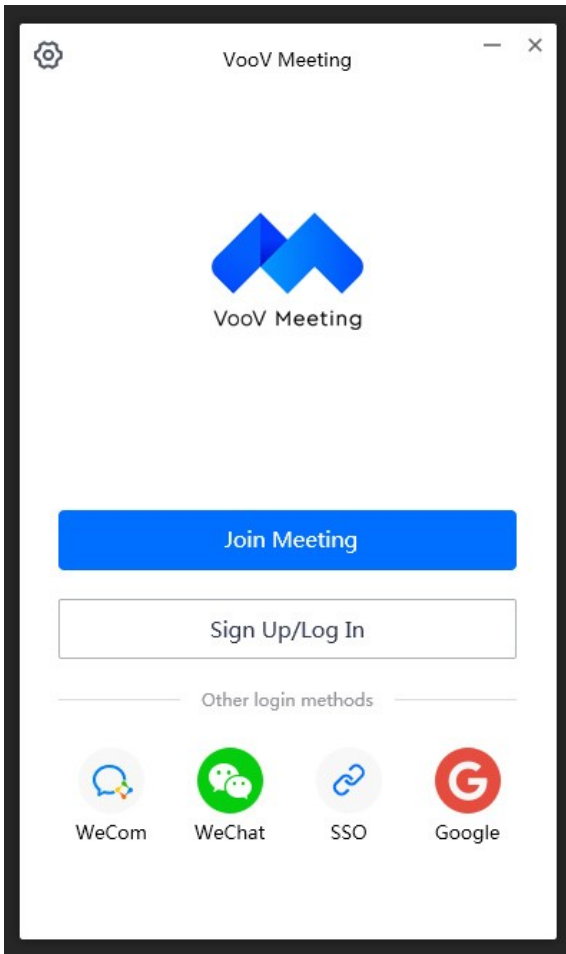 VooV Meeting
VooV Meeting
Join Meeting
Sign Up/Log In
Other login methods
WeCom WeChat SSO Google